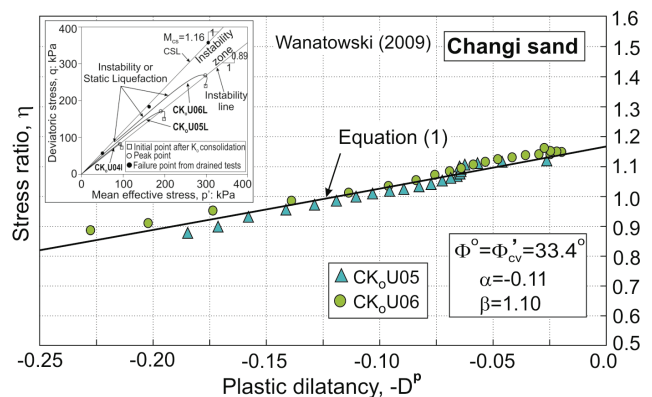 Changi sand
Wanatowski (2009)
Equation (1)
Stress ratio, η
1.6
1.5
1.4
1.3
1.2
1.1
1.0
0.9
0.8
0.7
0.6
0.5
-0.25
-0.20
-0.15
-0.10
-0.05
0.0
Plastic dilatancy, -Dᵖ
CKₒU05
CKₒU06
Φ°=Φ'cv=33.4°
α=-0.11
β=1.10
Deviatoric stress, q; kPa
400
300
200
100
0
0
100
200
300
400
Mean effective stress, p'; kPa
M_CS = 1.16
1
CSL
Instability
zone
0.89
1
Instability or
Static Liquefaction
Instability
line
CKₒU06L
CKₒU05L
CKₒU04I
Initial point after Kₒ consolidation
Peak point
Failure point from drained tests